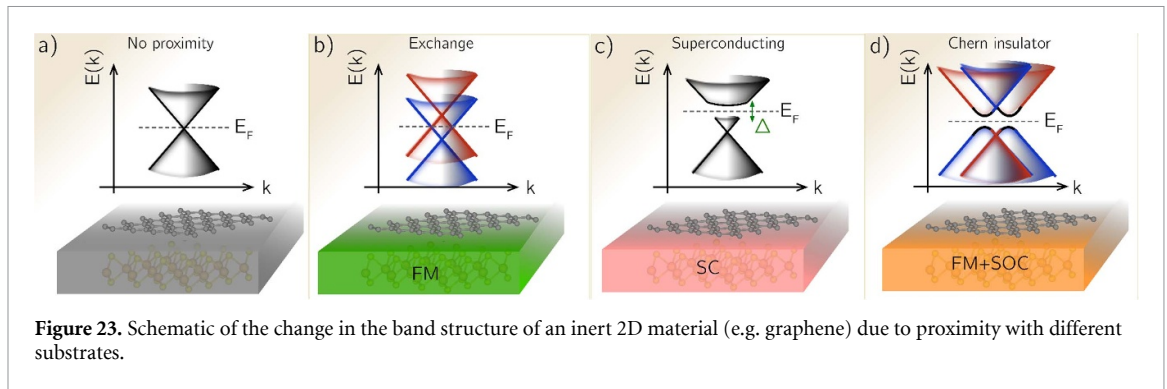 a) No proximity
E(k)
E_F
k
b) Exchange
E(k)
E_F
k
FM
c) Superconducting
E(k)
E_F
Δ
k
SC
d) Chern insulator
E(k)
E_F
k
FM+SOC
Figure 23. Schematic of the change in the band structure of an inert 2D material (e.g. graphene) due to proximity with different
substrates.